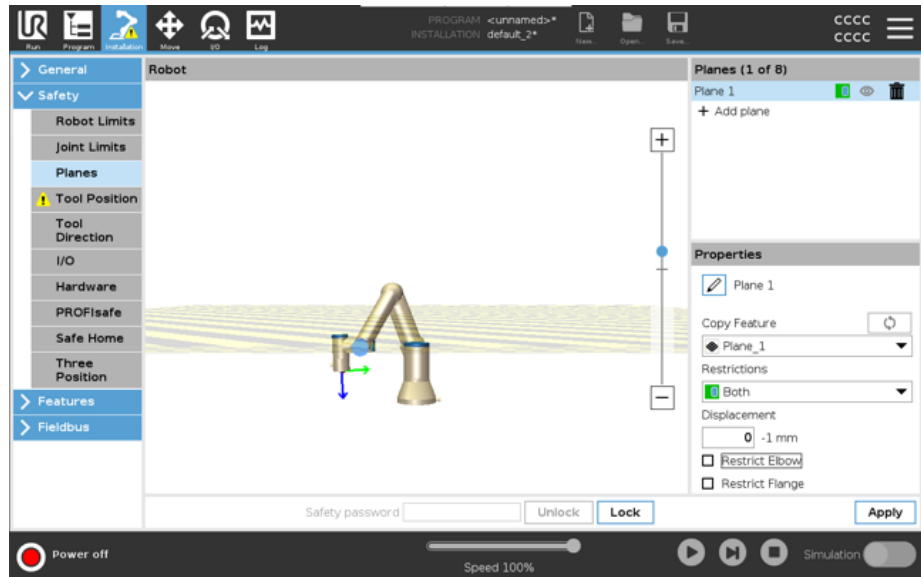 UR
PROGRAM <unnamed>*
INSTALLATION default_2*
Run Program Installation Move I/O Log
New... Open... Save...
CCCC
CCCC
General
Safety
Robot Limits
Joint Limits
Planes
Tool Position
Tool
Direction
I/O
Hardware
PROFIsafe
Safe Home
Three
Position
Features
Fieldbus
Robot
+
−
Safety password
Unlock
Lock
Planes (1 of 8)
Plane 1
+ Add plane
Properties
Plane 1
Copy Feature
Plane_1
Restrictions
Both
Displacement
0 -1 mm
Restrict Elbow
Restrict Flange
Apply
Power off
Speed 100%
Simulation